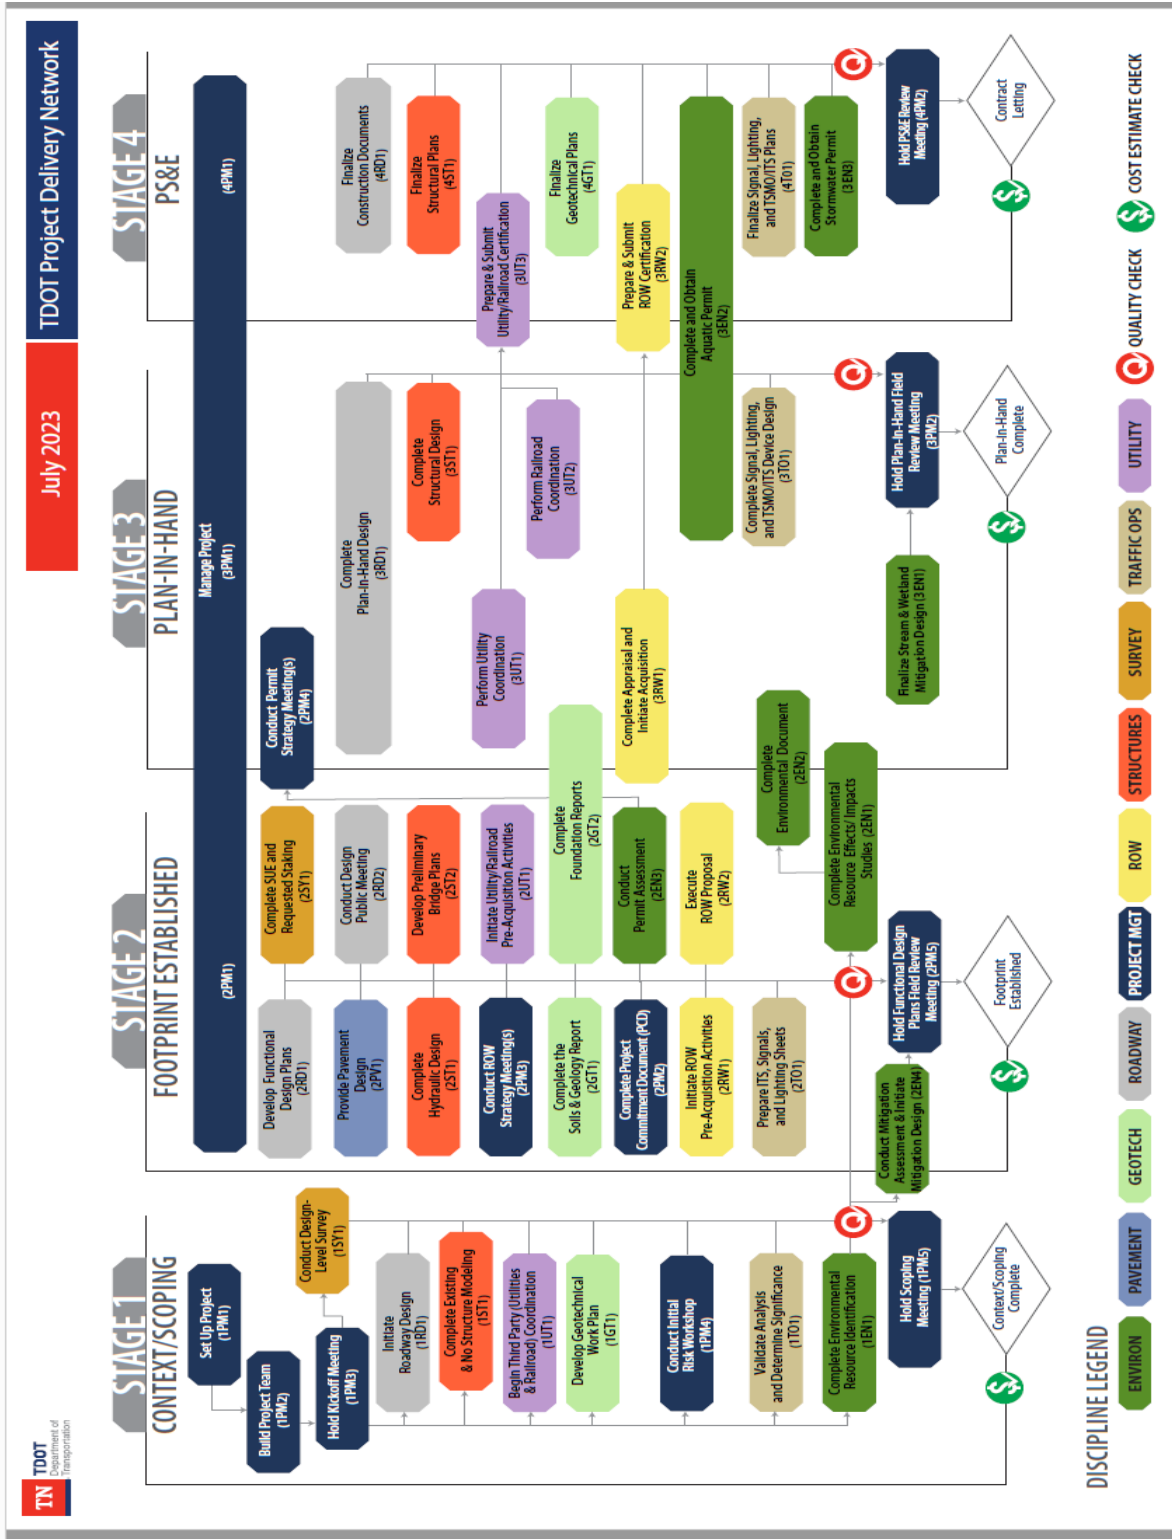 TN
TDOT
Department of
Transportation
July 2023
TDOT Project Delivery Network
STAGE 1
CONTEXT/SCOPING
STAGE 2
FOOTPRINT ESTABLISHED
STAGE 3
PLAN-IN-HAND
STAGE 4
PS&E
Set Up Project
(1PM1)
Build Project Team
(1PM2)
Hold Kickoff Meeting
(1PM3)
Conduct Design-
Level Survey
(1SY1)
Initiate
Roadway Design
(1RD1)
Complete Existing
& No Structure Modeling
(1ST1)
Begin Third Party (Utilities
& Railroad) Coordination
(1UT1)
Develop Geotechnical
Work Plan
(1GT1)
Conduct Initial
Risk Workshop
(1PM4)
Validate Analysis
and Determine Significance
(1TO1)
Complete Environmental
Resource Identification
(1EN1)
Hold Scoping
Meeting (1PM5)
Context/Scoping
Complete
(2PM1)
Manage Project
(3PM1)
(4PM1)
Develop Functional
Design Plans
(2RD1)
Provide Pavement
Design
(2PV1)
Complete
Hydraulic Design
(2ST1)
Conduct ROW
Strategy Meeting(s)
(2PM3)
Complete the
Soils & Geology Report
(2GT1)
Complete Project
Commitment Document (PCD)
(2PM2)
Initiate ROW
Pre-Acquisition Activities
(2RW1)
Prepare ITS, Signals,
and Lighting Sheets
(2TO1)
Conduct Mitigation
Assessment & Initiate
Mitigation Design (2EN4)
Complete SUE and
Requested Staking
(2SY1)
Conduct Design
Public Meeting
(2RD2)
Develop Preliminary
Bridge Plans
(2ST2)
Initiate Utility/Railroad
Pre-Acquisition Activities
(2UT1)
Complete
Foundation Reports
(2GT2)
Conduct
Permit Assessment
(2EN3)
Execute
ROW Proposal
(2RW2)
Complete Environmental
Resource Effects/ Impacts
Studies (2EN1)
Complete
Environmental Document
(2EN2)
Hold Functional Design
Plans Field Review
Meeting (2PM5)
Footprint
Established
Conduct Permit
Strategy Meeting(s)
(2PM4)
Complete
Plan-In-Hand Design
(3RD1)
Complete
Structural Design
(3ST1)
Perform Utility
Coordination
(3UT1)
Perform Railroad
Coordination
(3UT2)
Complete Appraisal and
Initiate Acquisition
(3RW1)
Complete and Obtain
Aquatic Permit
(3EN2)
Complete Signal, Lighting,
and TSMO/ITS Device Design
(3TO1)
Finalize Stream & Wetland
Mitigation Design (3EN1)
Hold Plan-In-Hand Field
Review Meeting
(3PM2)
Plan-In-Hand
Complete
Finalize
Construction Documents
(4RD1)
Finalize
Structural Plans
(4ST1)
Prepare & Submit
Utility/Railroad Certification
(3UT3)
Finalize
Geotechnical Plans
(4GT1)
Prepare & Submit
ROW Certification
(3RW2)
Finalize Signal, Lighting,
and TSMO/ITS Plans
(4TO1)
Complete and Obtain
Stormwater Permit
(3EN3)
Hold PS&E Review
Meeting (4PM2)
Contract
Letting
DISCIPLINE LEGEND
ENVIRON
PAVEMENT
GEOTECH
ROADWAY
PROJECT MGT
ROW
STRUCTURES
SURVEY
TRAFFIC OPS
UTILITY
Q QUALITY CHECK
$ COST ESTIMATE CHECK